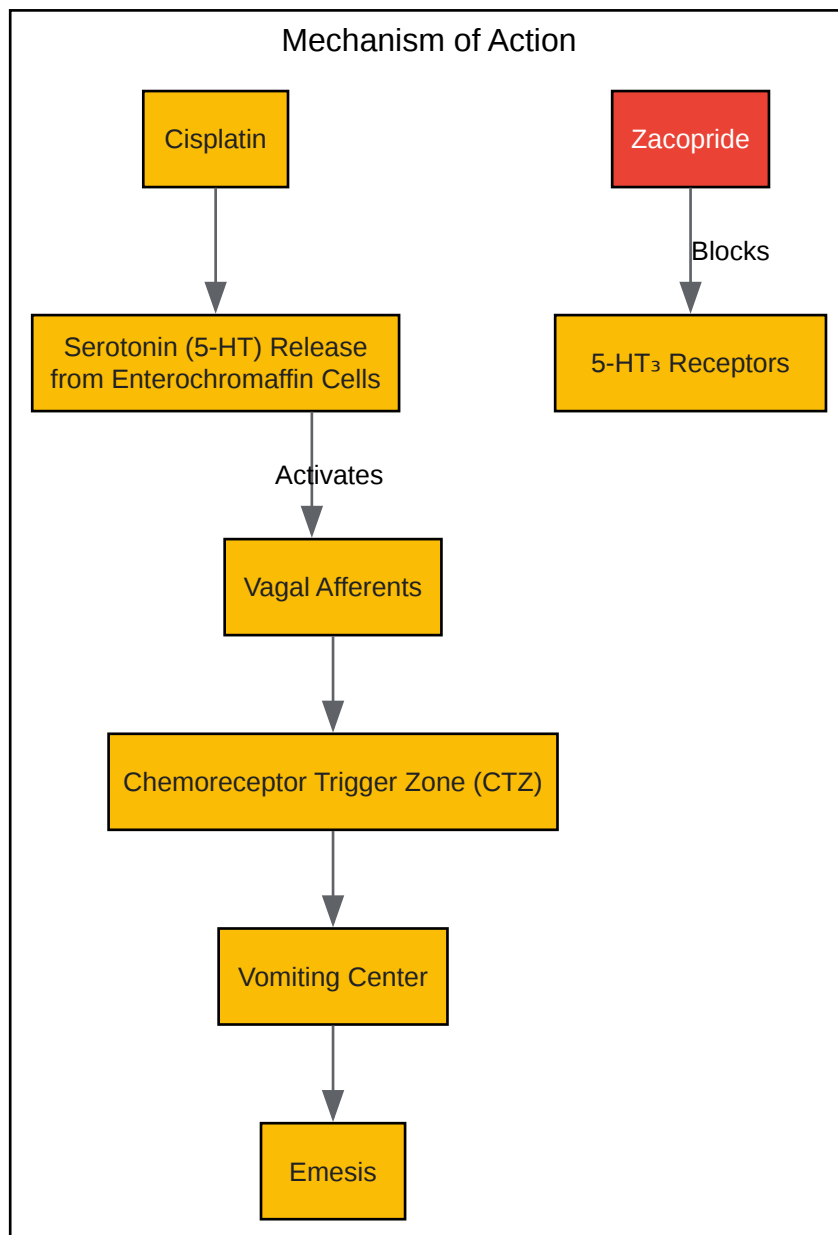 Mechanism of Action
Cisplatin
Zacopride
Blocks
Serotonin (5-HT) Release
from Enterochromaffin Cells
5-HT₃ Receptors
Activates
Vagal Afferents
Chemoreceptor Trigger Zone (CTZ)
Vomiting Center
Emesis